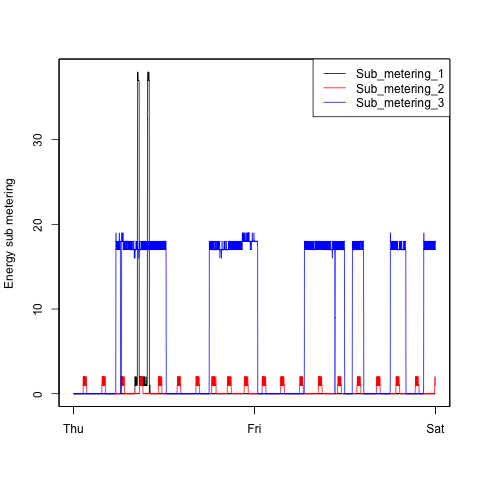 Sub_metering_1
Sub_metering_2
Sub_metering_3
Energy sub metering
30
20
10
0
Thu Fri Sat